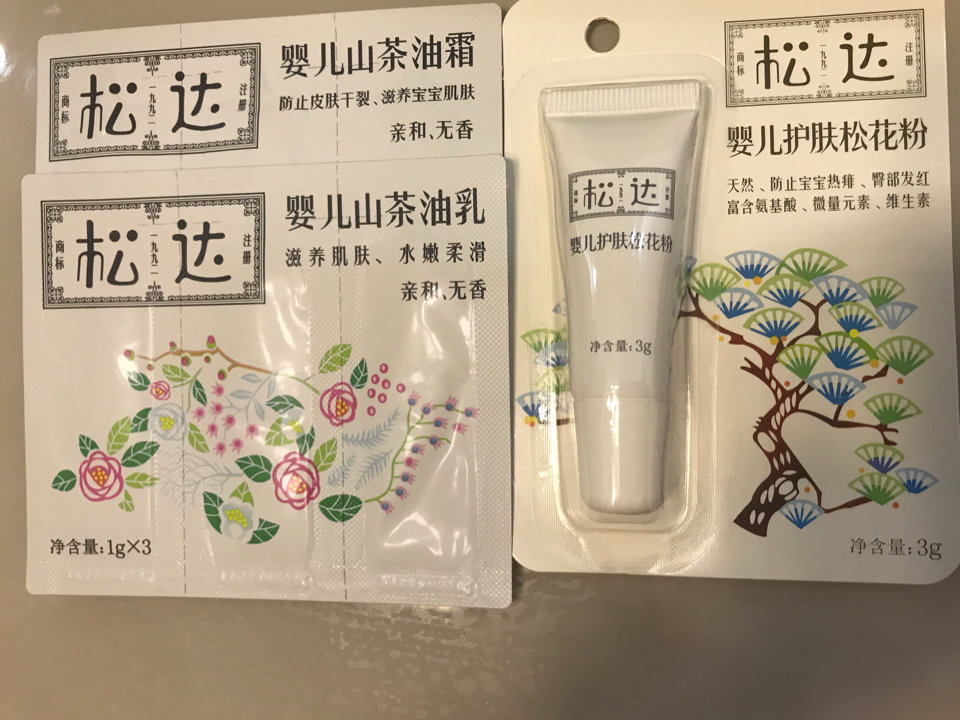 商标
松 达
一九九二
注册
婴儿山茶油霜
防止皮肤干裂、滋养宝宝肌肤
亲和、无香
商标
松 达
一九九二
注册
婴儿山茶油乳
滋养肌肤、水嫩柔滑
亲和、无香
净含量:1g×3
商标
松 达
一九九二
注册
婴儿护肤松花粉
天然、防止宝宝热痱、臀部发红
富含氨基酸、微量元素、维生素
松 达
一九九二
婴儿护肤松花粉
净含量:3g
净含量:3g